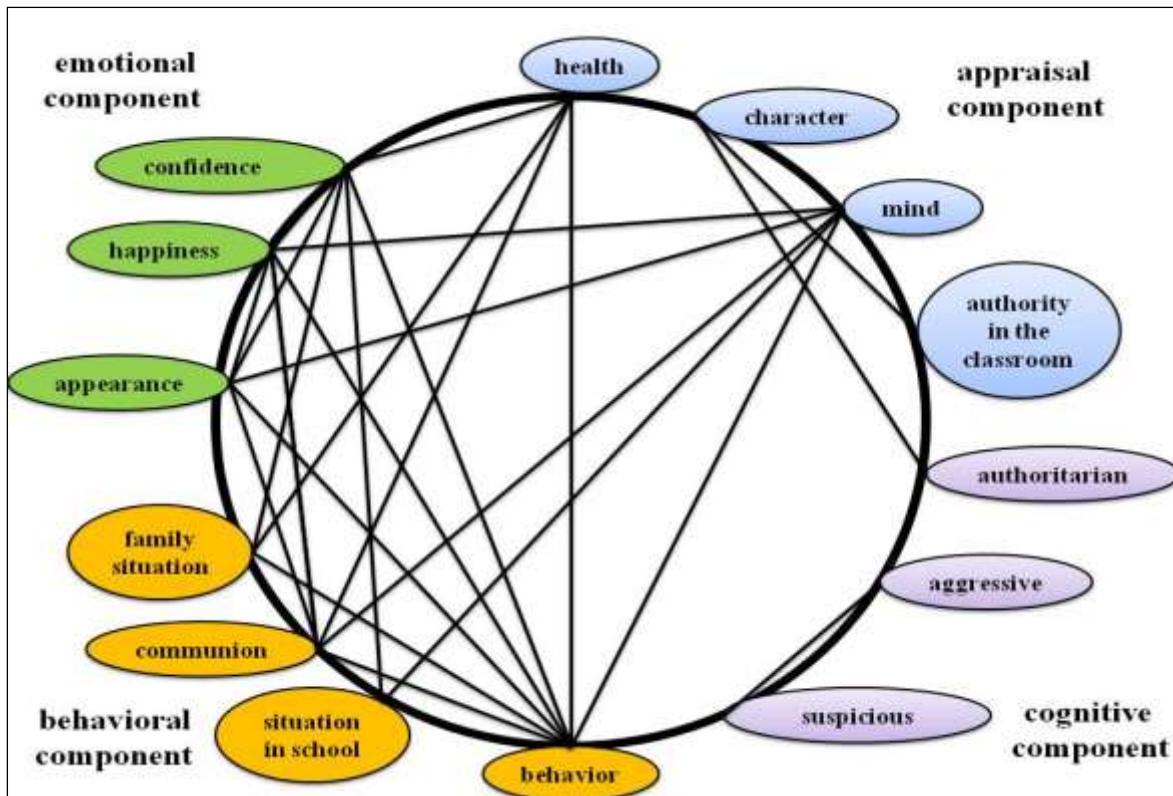 emotional
component
health
appraisal
component
character
confidence
mind
happiness
authority
in the
classroom
appearance
authoritarian
family
situation
aggressive
communion
behavioral
component
situation
in school
suspicious
cognitive
component
behavior